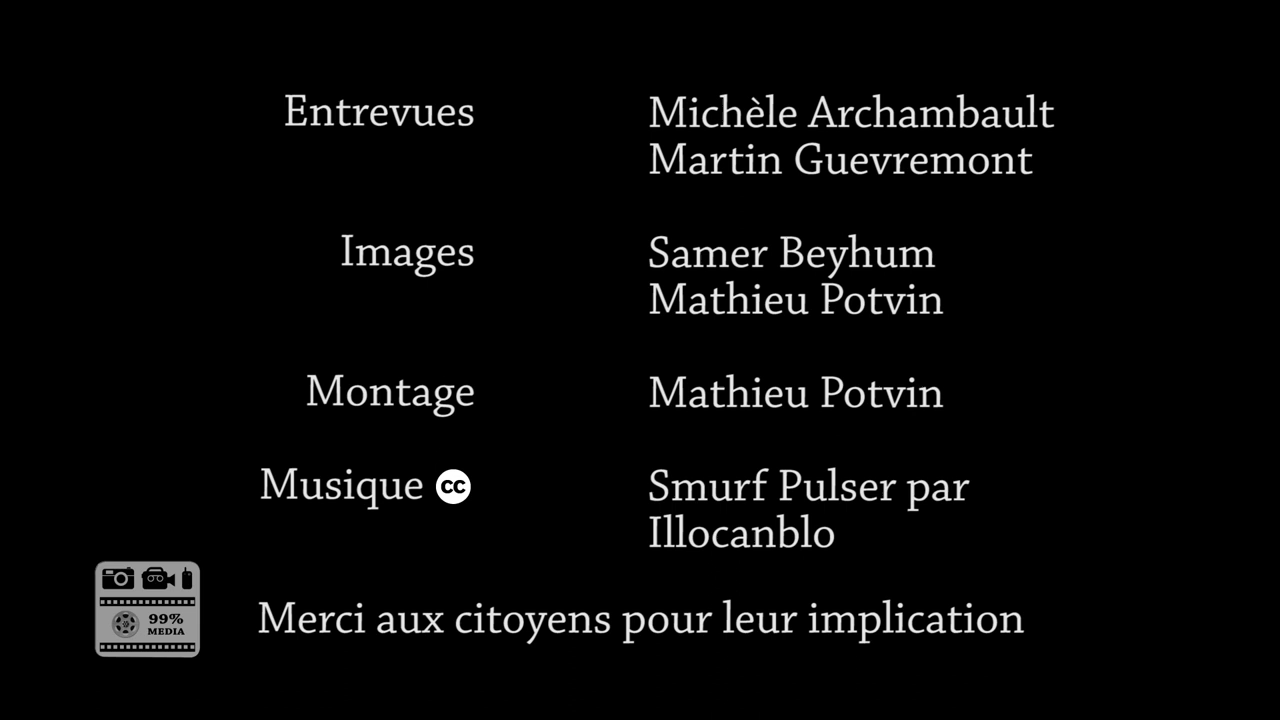 Entrevues Michèle Archambault
Martin Guevremont
Images Samer Beyhum
Mathieu Potvin
Montage Mathieu Potvin
Musique cc Smurf Pulser par
Illocanblo
Merci aux citoyens pour leur implication
99%
MEDIA